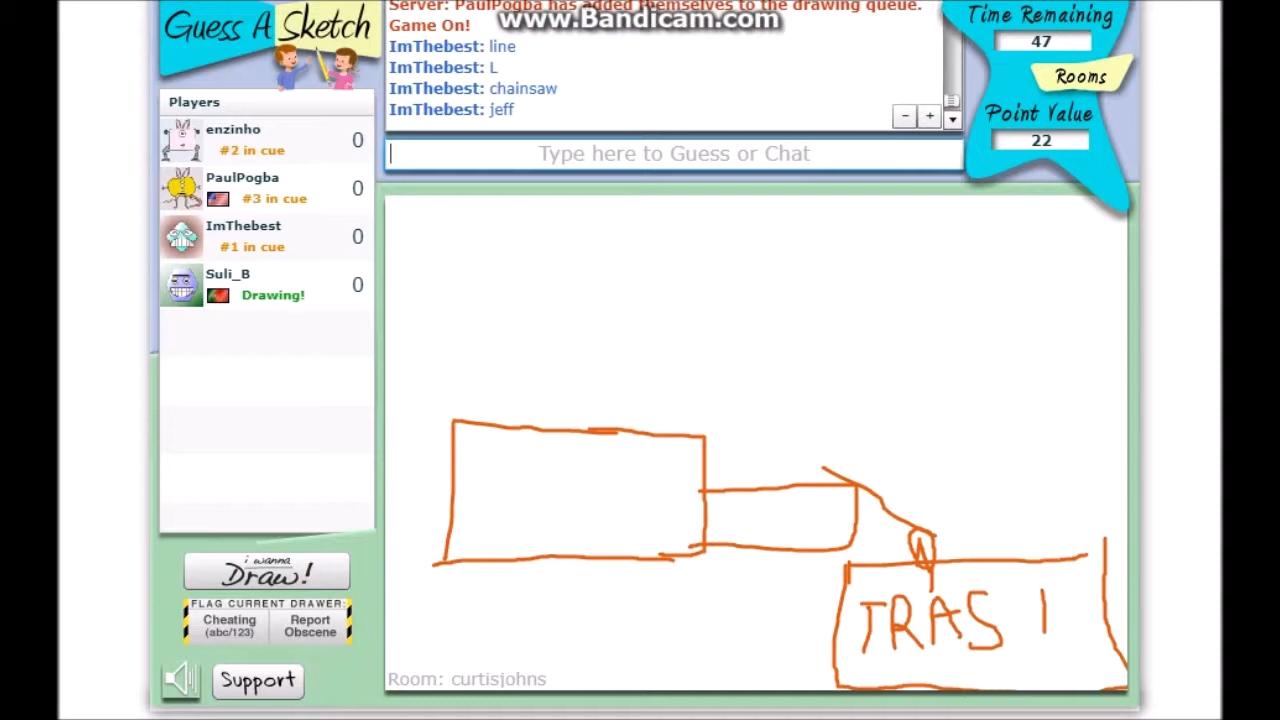 Server: PaulPogba has added themselves to the drawing queue.
www.Bandicam.com
Game On!
ImThebest: line
ImThebest: L
ImThebest: chainsaw
ImThebest: jeff
- +
Type here to Guess or Chat
Guess A Sketch
Time Remaining
47
Rooms
Point Value
22
Players
enzinho
#2 in cue
0
PaulPogba
#3 in cue
0
ImThebest
#1 in cue
0
Suli_B
Drawing!
0
TRAS I
i wanna
Draw!
FLAG CURRENT DRAWER:
Cheating
(abc/123)
Report
Obscene
Support
Room: curtisjohns